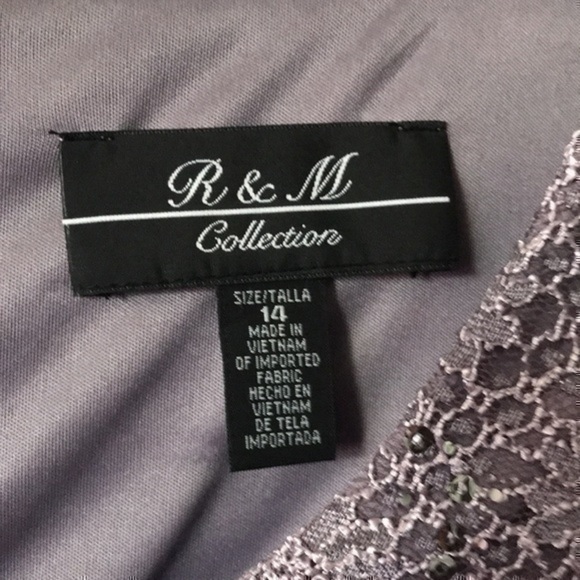 R & M
Collection
SIZE/TALLA
14
MADE IN
VIETNAM
OF IMPORTED
FABRIC
HECHO EN
VIETNAM
DE TELA
IMPORTADA